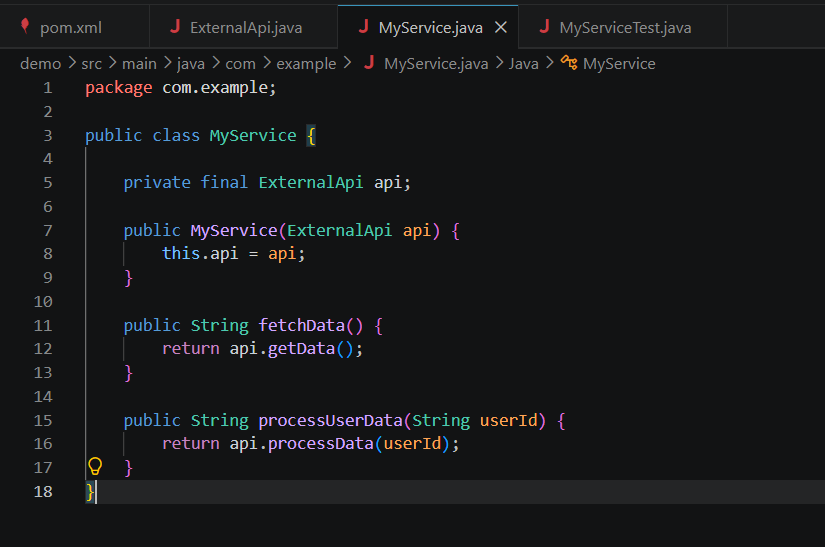 pom.xml J ExternalApi.java J MyService.java × J MyServiceTest.java
demo > src > main > java > com > example > J MyService.java > Java > MyService
1 package com.example;
2
3 public class MyService {
4
5     private final ExternalApi api;
6
7     public MyService(ExternalApi api) {
8         this.api = api;
9     }
10
11     public String fetchData() {
12         return api.getData();
13     }
14
15     public String processUserData(String userId) {
16         return api.processData(userId);
17     }
18 }